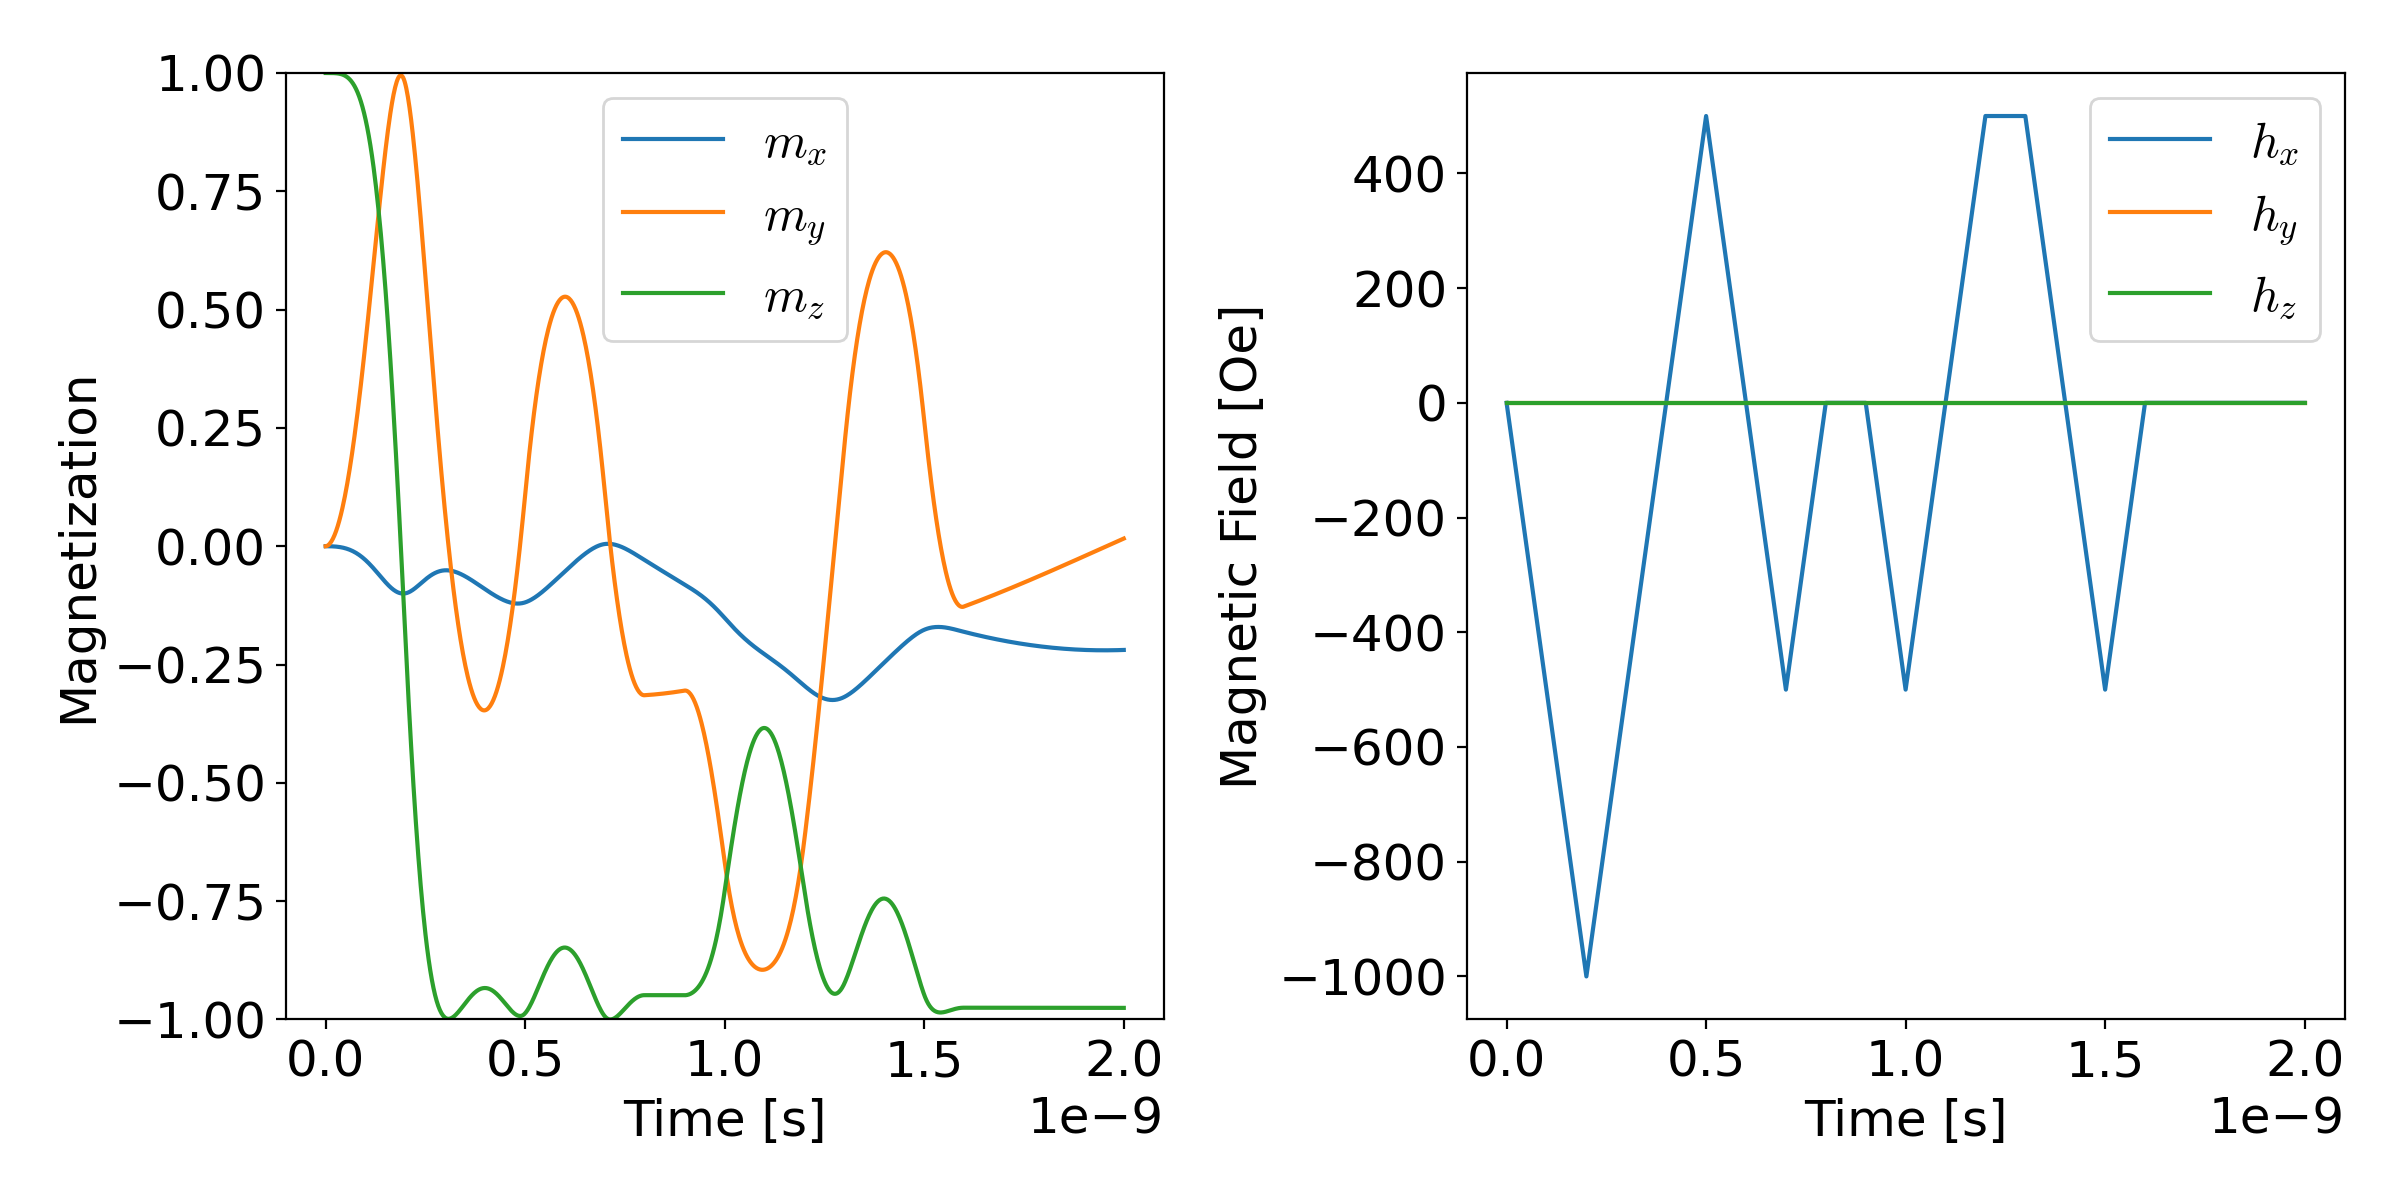 Magnetization
1.00
0.75
0.50
0.25
0.00
−0.25
−0.50
−0.75
−1.00
m_x
m_y
m_z
0.0 0.5 1.0 1.5 2.0
Time [s]
1e−9
Magnetic Field [Oe]
400
200
0
−200
−400
−600
−800
−1000
h_x
h_y
h_z
0.0 0.5 1.0 1.5 2.0
Time [s]
1e−9